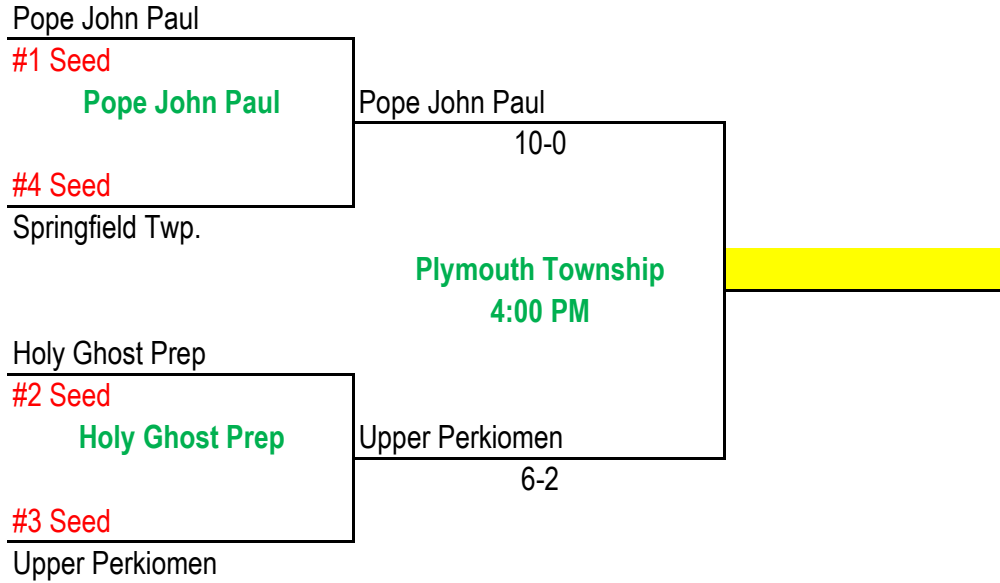 Pope John Paul
#1 Seed
Pope John Paul
Pope John Paul
10-0
#4 Seed
Springfield Twp.
Plymouth Township
4:00 PM
Holy Ghost Prep
#2 Seed
Holy Ghost Prep
Upper Perkiomen
6-2
#3 Seed
Upper Perkiomen